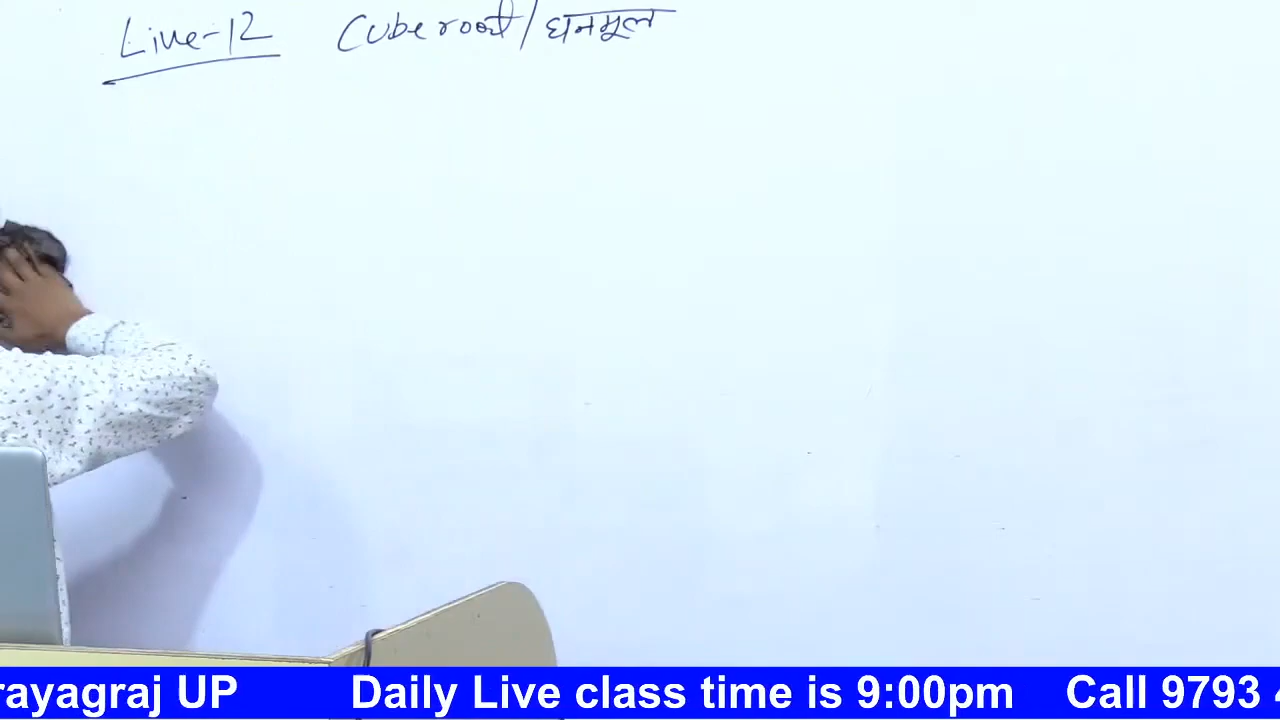 Live-12 Cube root/घनमूल
rayagraj UP Daily Live class time is 9:00pm Call 9793